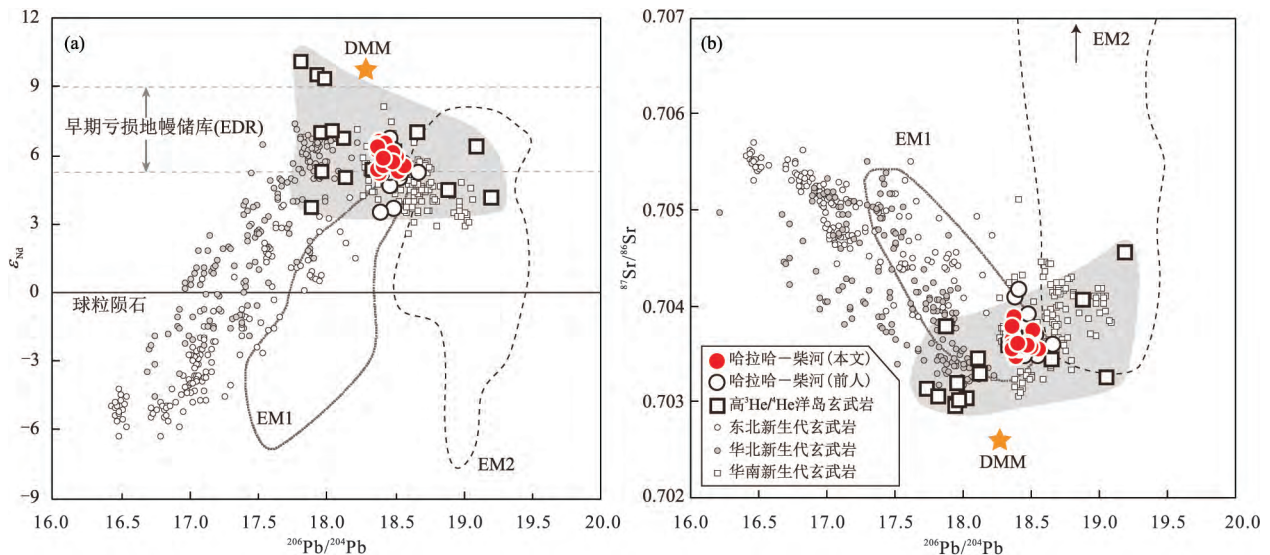 (a)
DMM
早期亏损地幔储库(EDR)
球粒陨石
EM1
EM2
εNd
12
9
6
3
0
−3
−6
−9
16.0
16.5
17.0
17.5
18.0
18.5
19.0
19.5
20.0
²⁰⁶Pb/²⁰⁴Pb
(b)
EM2
EM1
DMM
⁸⁷Sr/⁸⁶Sr
0.707
0.706
0.705
0.704
0.703
0.702
哈拉哈−柴河(本文)
哈拉哈−柴河(前人)
高³He/⁴He洋岛玄武岩
东北新生代玄武岩
华北新生代玄武岩
华南新生代玄武岩
16.0
16.5
17.0
17.5
18.0
18.5
19.0
19.5
20.0
²⁰⁶Pb/²⁰⁴Pb